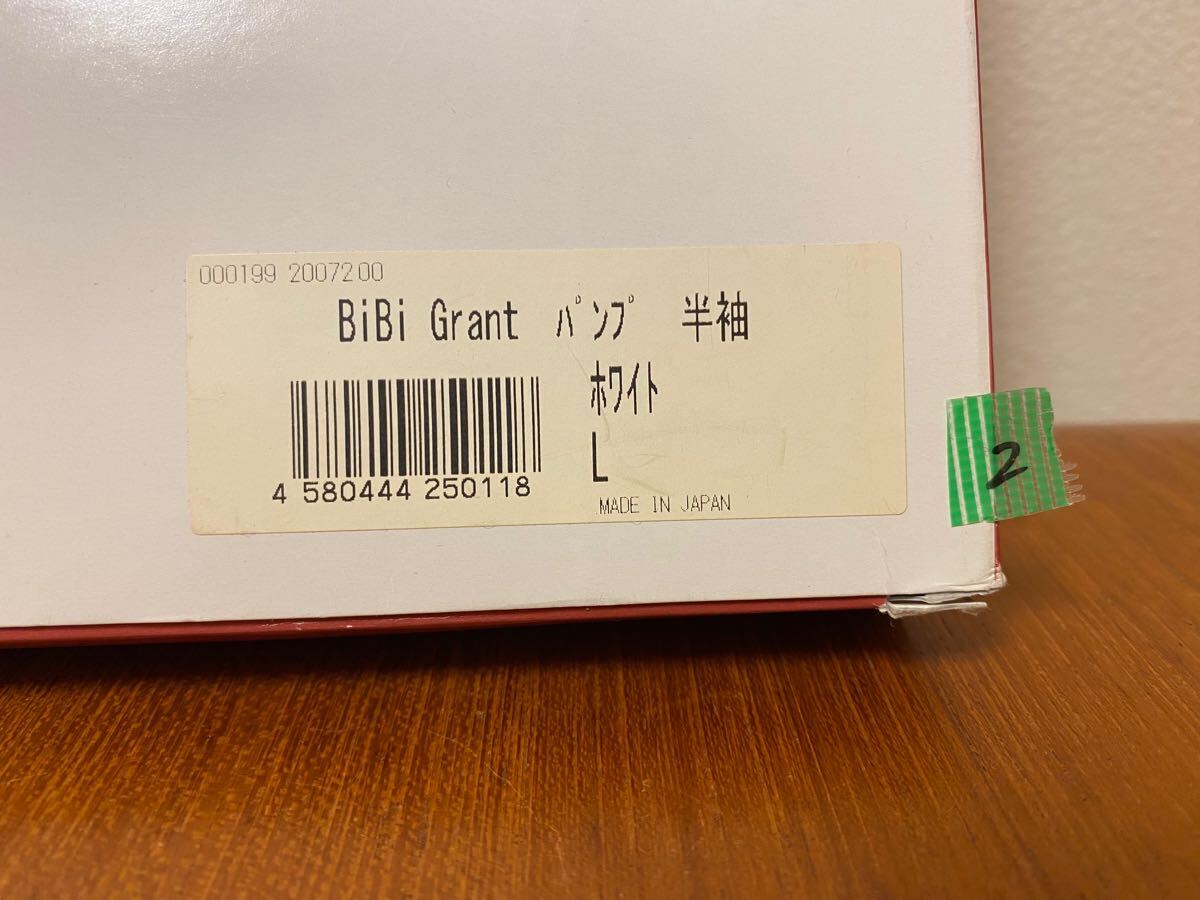 000199 2007200
BiBi Grant ﾊﾟﾝﾌﾟ 半袖
ﾎﾜｲﾄ
L
4 580444 250118
MADE IN JAPAN
2